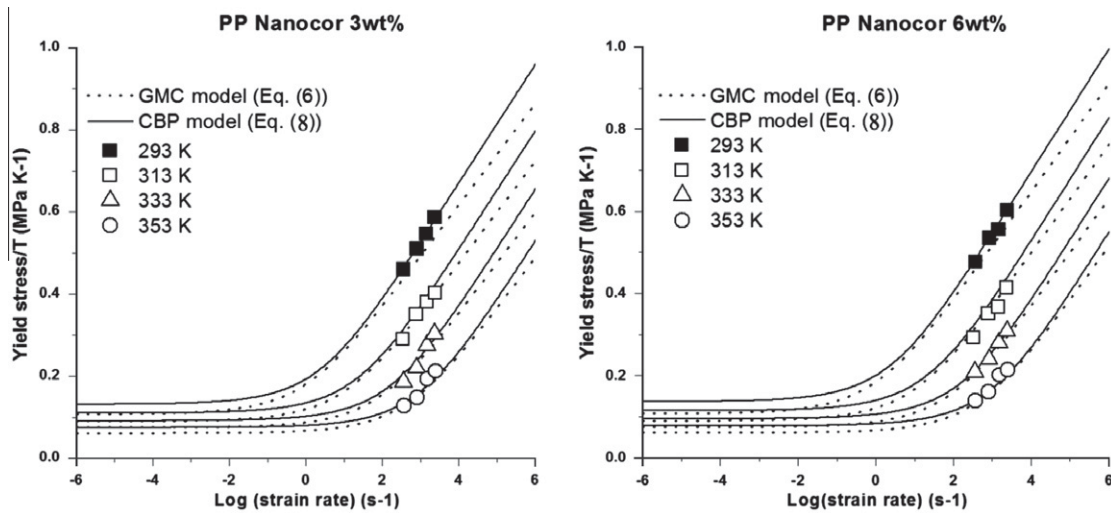 PP Nanocor 3wt%
Yield stress/T (MPa K-1)
1.0
0.8
0.6
0.4
0.2
0.0
GMC model (Eq. (6))
CBP model (Eq. (8))
293 K
313 K
333 K
353 K
-6 -4 -2 0 2 4 6
Log (strain rate) (s-1)
PP Nanocor 6wt%
Yield stress/T (MPa K-1)
1.0
0.8
0.6
0.4
0.2
0.0
GMC model (Eq. (6))
CBP model (Eq. (8))
293 K
313 K
333 K
353 K
-6 -4 -2 0 2 4 6
Log(strain rate) (s-1)